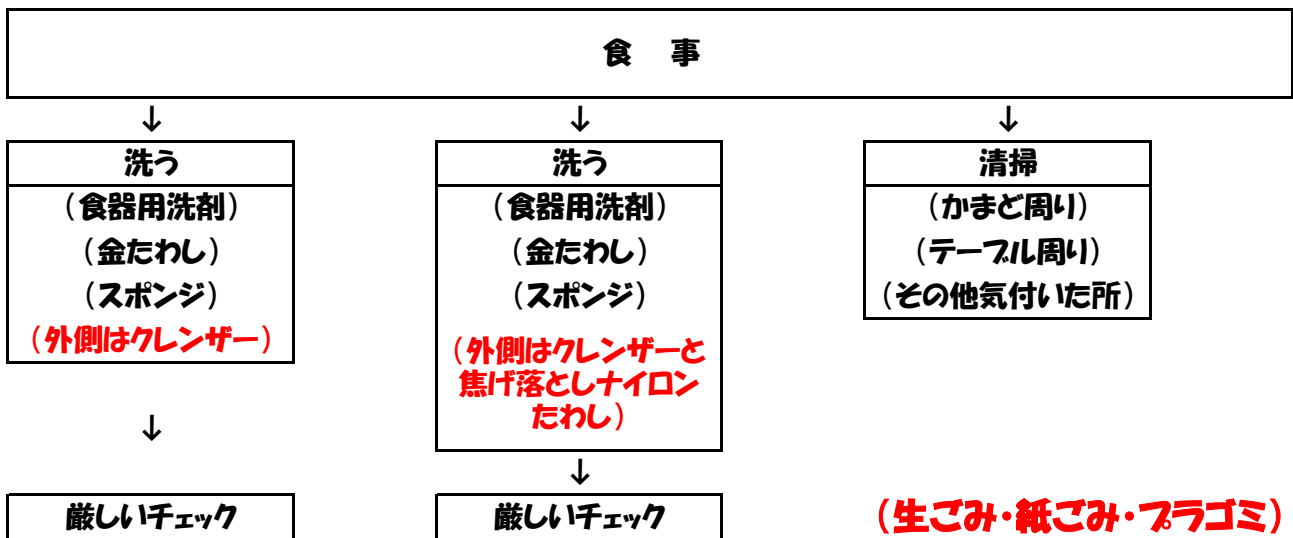 食 事
↓
↓
↓
洗う
(食器用洗剤)
(金たわし)
(スポンジ)
(外側はクレンザー)
↓
厳しいチェック
洗う
(食器用洗剤)
(金たわし)
(スポンジ)
(外側はクレンザーと
焦げ落としナイロン
たわし)
↓
厳しいチェック
清掃
(かまど周り)
(テーブル周り)
(その他気付いた所)
(生ごみ・紙ごみ・プラゴミ)